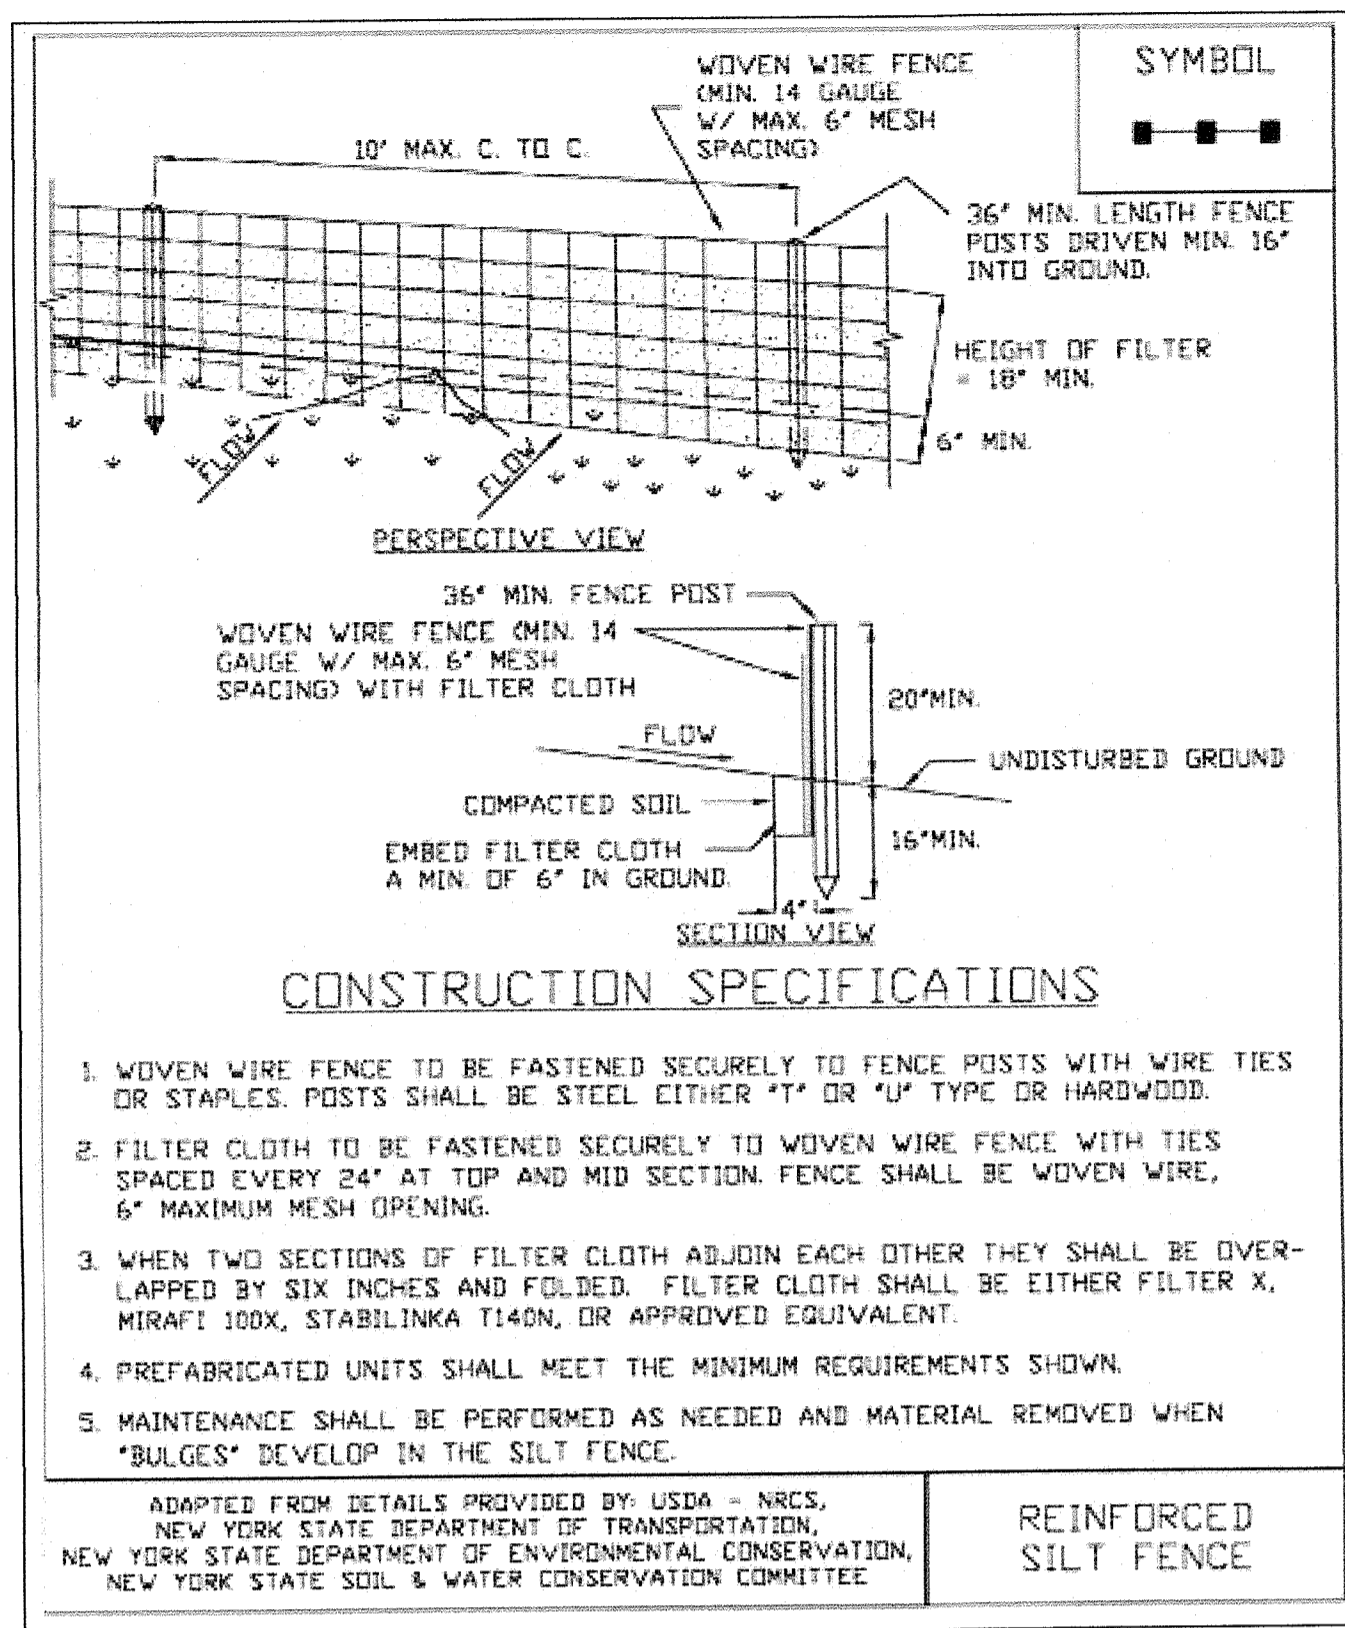 WOVEN WIRE FENCE
(MIN. 14 GAUGE
W/ MAX. 6" MESH
SPACING)
SYMBOL
10' MAX. C. TO C.
36" MIN. LENGTH FENCE
POSTS DRIVEN MIN. 16"
INTO GROUND.
HEIGHT OF FILTER
= 18" MIN.
6" MIN.
FLOW
FLOW
PERSPECTIVE VIEW
36" MIN. FENCE POST
WOVEN WIRE FENCE (MIN. 14
GAUGE W/ MAX. 6" MESH
SPACING) WITH FILTER CLOTH
20"MIN.
FLOW
UNDISTURBED GROUND
COMPACTED SOIL
EMBED FILTER CLOTH
A MIN. OF 6" IN GROUND.
16"MIN.
4"
SECTION VIEW
CONSTRUCTION SPECIFICATIONS
1. WOVEN WIRE FENCE TO BE FASTENED SECURELY TO FENCE POSTS WITH WIRE TIES
OR STAPLES. POSTS SHALL BE STEEL EITHER "T" OR "U" TYPE OR HARDWOOD.
2. FILTER CLOTH TO BE FASTENED SECURELY TO WOVEN WIRE FENCE WITH TIES
SPACED EVERY 24" AT TOP AND MID SECTION. FENCE SHALL BE WOVEN WIRE,
6" MAXIMUM MESH OPENING.
3. WHEN TWO SECTIONS OF FILTER CLOTH ADJOIN EACH OTHER THEY SHALL BE OVER-
LAPPED BY SIX INCHES AND FOLDED. FILTER CLOTH SHALL BE EITHER FILTER X,
MIRAFI 100X, STABILINKA T140N, OR APPROVED EQUIVALENT.
4. PREFABRICATED UNITS SHALL MEET THE MINIMUM REQUIREMENTS SHOWN.
5. MAINTENANCE SHALL BE PERFORMED AS NEEDED AND MATERIAL REMOVED WHEN
"BULGES" DEVELOP IN THE SILT FENCE.
ADAPTED FROM DETAILS PROVIDED BY: USDA - NRCS,
NEW YORK STATE DEPARTMENT OF TRANSPORTATION,
NEW YORK STATE DEPARTMENT OF ENVIRONMENTAL CONSERVATION,
NEW YORK STATE SOIL & WATER CONSERVATION COMMITTEE
REINFORCED
SILT FENCE